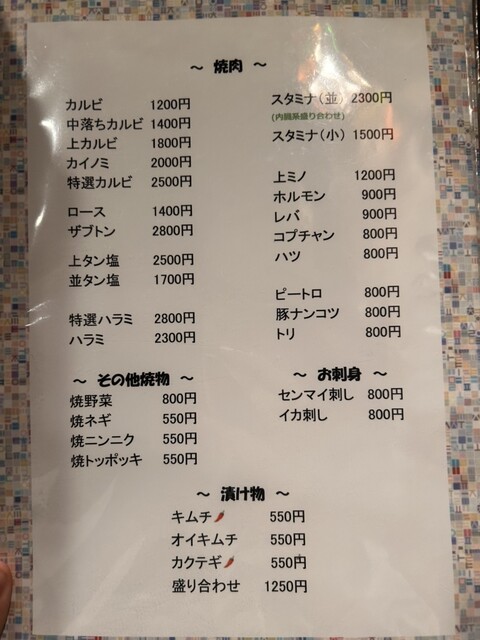 ～ 焼肉 ～
カルビ 1200円
中落ちカルビ 1400円
上カルビ 1800円
カイノミ 2000円
特選カルビ 2500円
ロース 1400円
ザブトン 2800円
上タン塩 2500円
並タン塩 1700円
特選ハラミ 2800円
ハラミ 2300円
スタミナ（並） 2300円
(内臓系盛り合わせ)
スタミナ（小） 1500円
上ミノ 1200円
ホルモン 900円
レバ 900円
コプチャン 800円
ハツ 800円
ピートロ 800円
豚ナンコツ 800円
トリ 800円
～ その他焼物 ～
焼野菜 800円
焼ネギ 550円
焼ニンニク 550円
焼トッポッキ 550円
～ お刺身 ～
センマイ刺し 800円
イカ刺し 800円
～ 漬け物 ～
キムチ 550円
オイキムチ 550円
カクテギ 550円
盛り合わせ 1250円